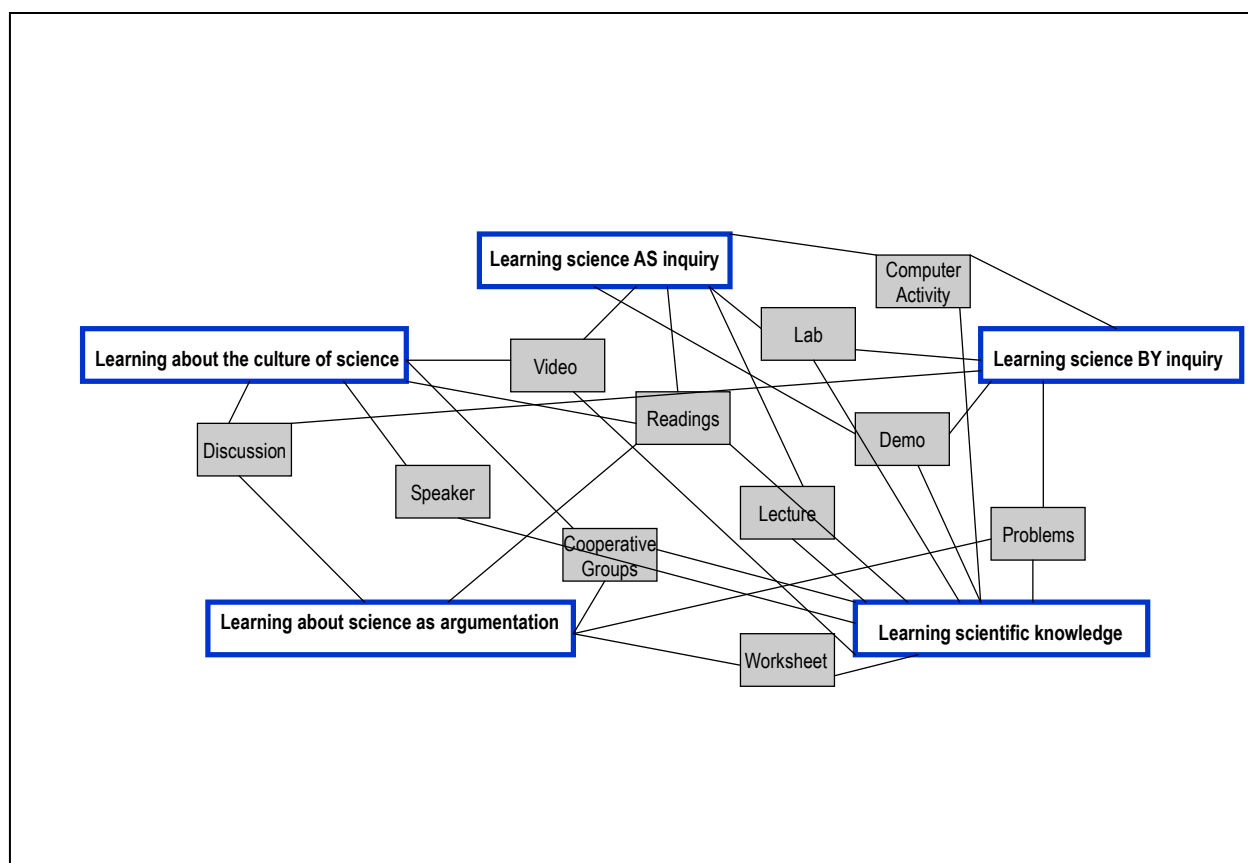 Learning science AS inquiry
Computer
Activity
Lab
Learning about the culture of science
Video
Learning science BY inquiry
Readings
Discussion
Demo
Speaker
Lecture
Problems
Cooperative
Groups
Learning about science as argumentation
Learning scientific knowledge
Worksheet